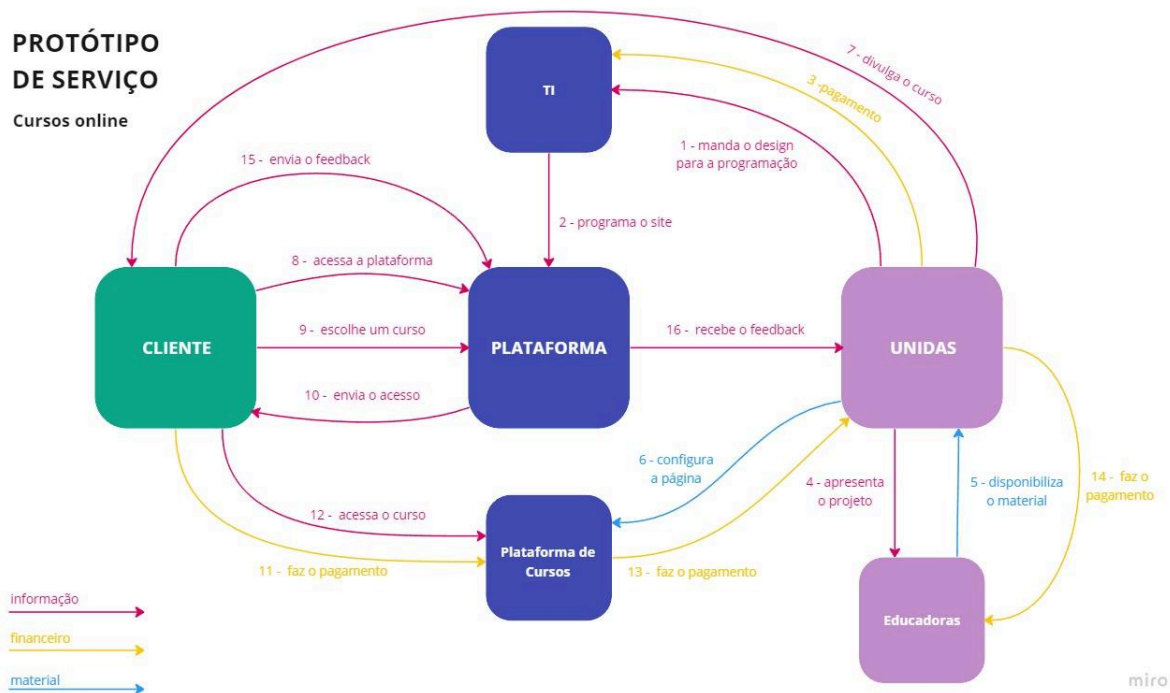 PROTÓTIPO
DE SERVIÇO
Cursos online
TI
7 - divulga o curso
3 -pagamento
1 - manda o design
para a programação
15 - envia o feedback
2 - programa o site
8 - acessa a plataforma
CLIENTE
9 - escolhe um curso
PLATAFORMA
16 - recebe o feedback
UNIDAS
10 - envia o acesso
6 - configura
a página
4 - apresenta
o projeto
5 - disponibiliza
o material
14 - faz o
pagamento
12 - acessa o curso
Plataforma de
Cursos
11 - faz o pagamento
13 - faz o pagamento
Educadoras
informação
financeiro
material
miro